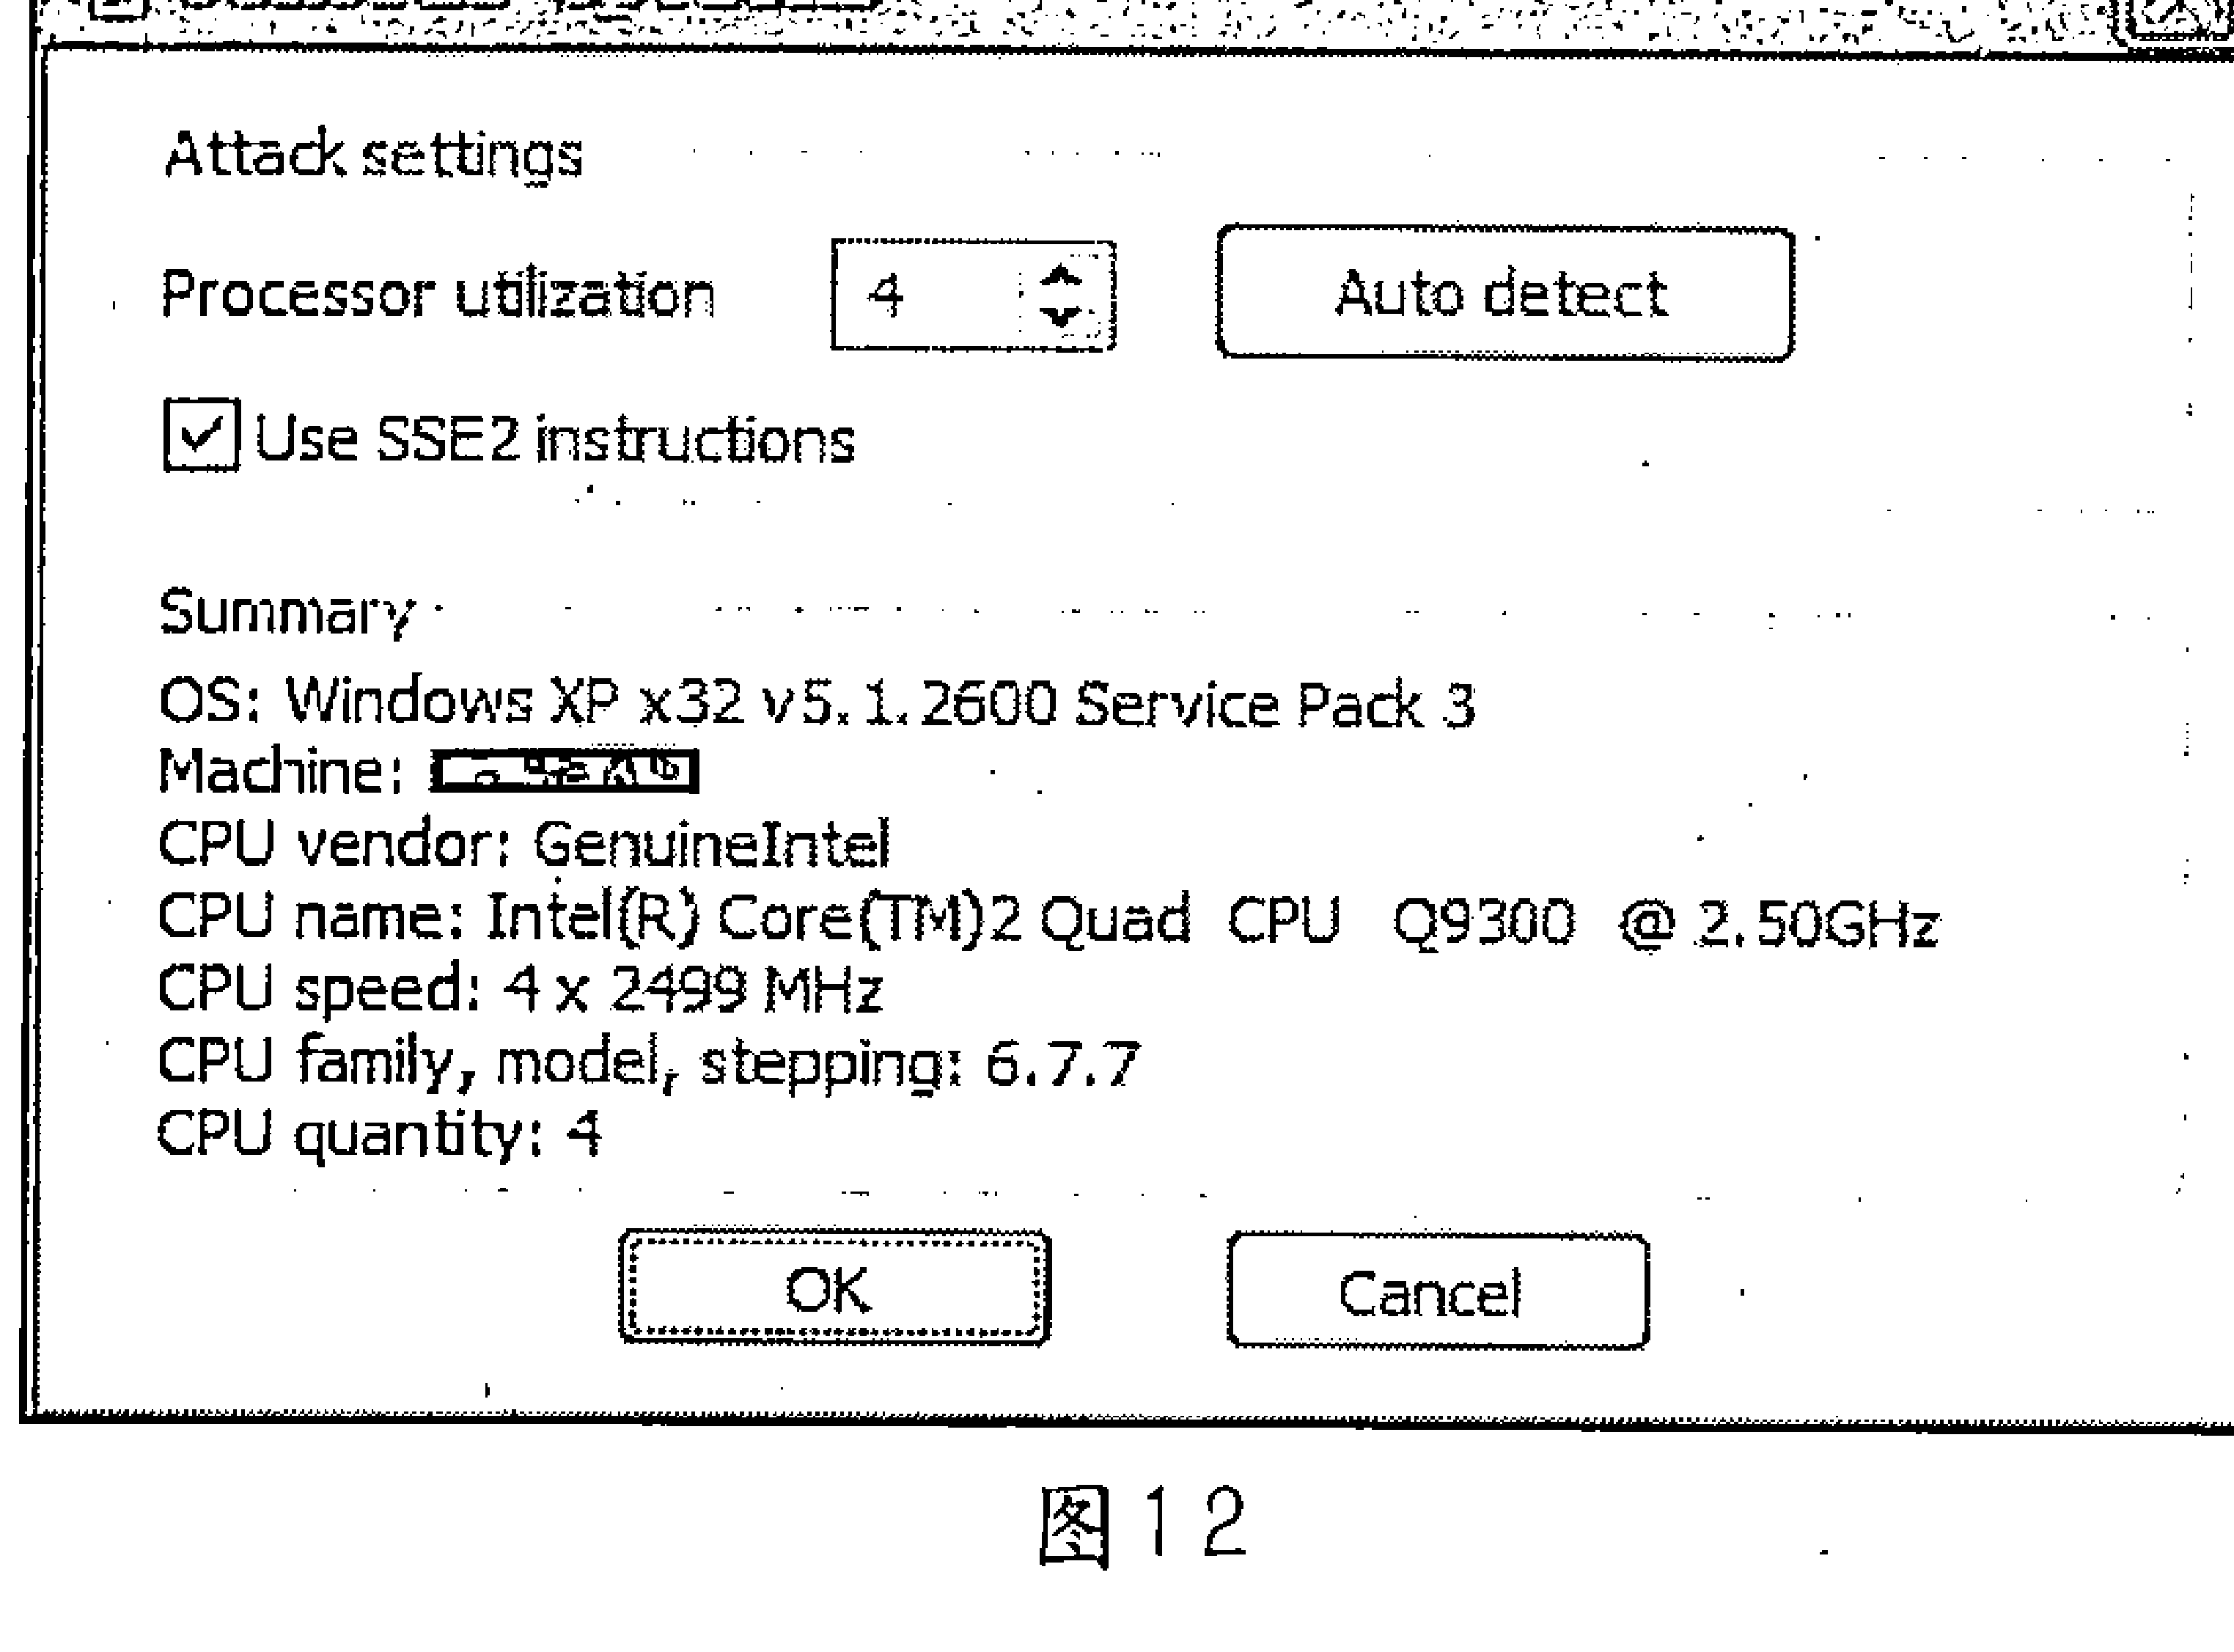 Attack settings
Processor utilization 4 Auto detect
Use SSE2 instructions
Summary
OS: Windows XP x32 v5.1.2600 Service Pack 3
Machine:
CPU vendor: GenuineIntel
CPU name: Intel(R) Core(TM)2 Quad CPU Q9300 @ 2.50GHz
CPU speed: 4 x 2499 MHz
CPU family, model, stepping: 6.7.7
CPU quantity: 4
OK Cancel
图12